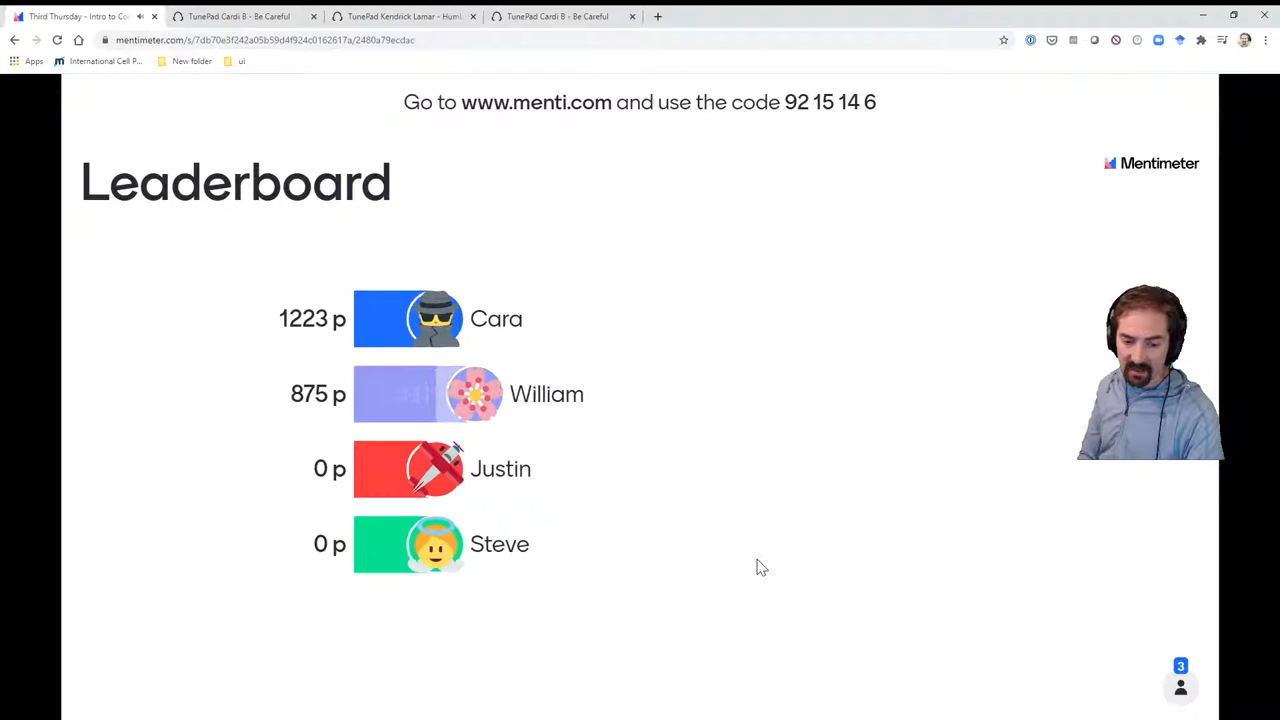 Third Thursday - Intro to Co
TunePad Cardi B - Be Careful
TunePad Kendrick Lamar - Humb
TunePad Cardi B - Be Careful
mentimeter.com/s/7db70e3f242a05b59d4f924c0162617a/2480a79ecdac
Apps
International Cell P...
New folder
ui
Go to www.menti.com and use the code 92 15 14 6
Leaderboard
Mentimeter
1223 p Cara
875 p William
0 p Justin
0 p Steve
3